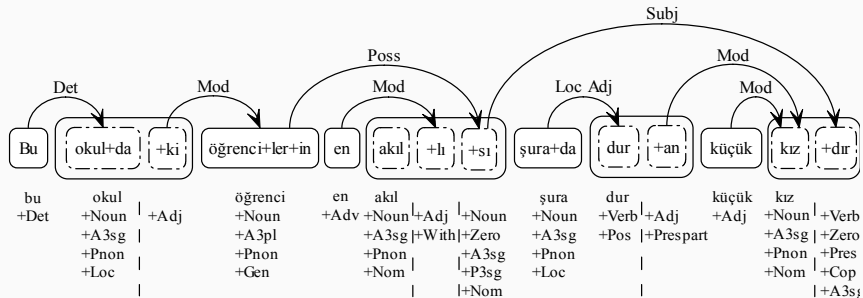 Subj
Poss Mod
Det Mod Mod Loc Adj Mod
Bu okul+da +ki öğrenci+ler+in en akıl +lı +sı şura+da dur +an küçük kız +dır
bu okul öğrenci en akıl şura dur küçük kız
+Det +Noun +Adj +Noun +Adv +Noun +Adj +Noun +Noun +Verb +Adj +Adj +Noun +Verb
+A3sg +A3pl +A3sg +With +Zero +A3sg +Pos +Prespart +A3sg +Zero
+Pnon +Pnon +Pnon +A3sg +Pnon +Pnon +Pres
+Loc +Gen +Nom +P3sg +Loc +Nom +Cop
+Nom +A3sg